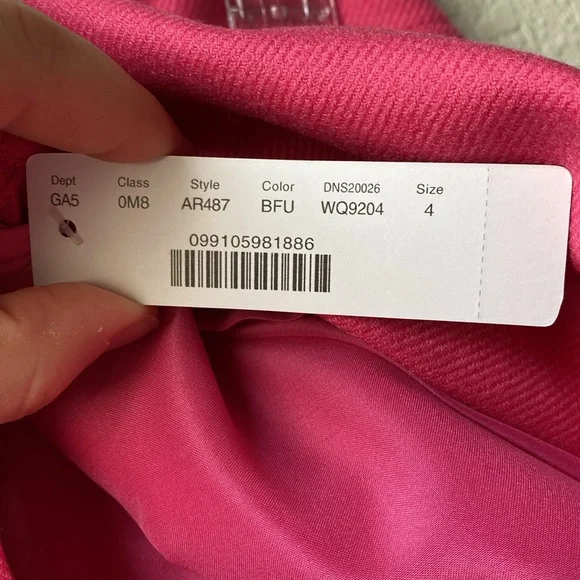 Dept Class Style Color DNS20026 Size
GA5 0M8 AR487 BFU WQ9204 4
099105981886